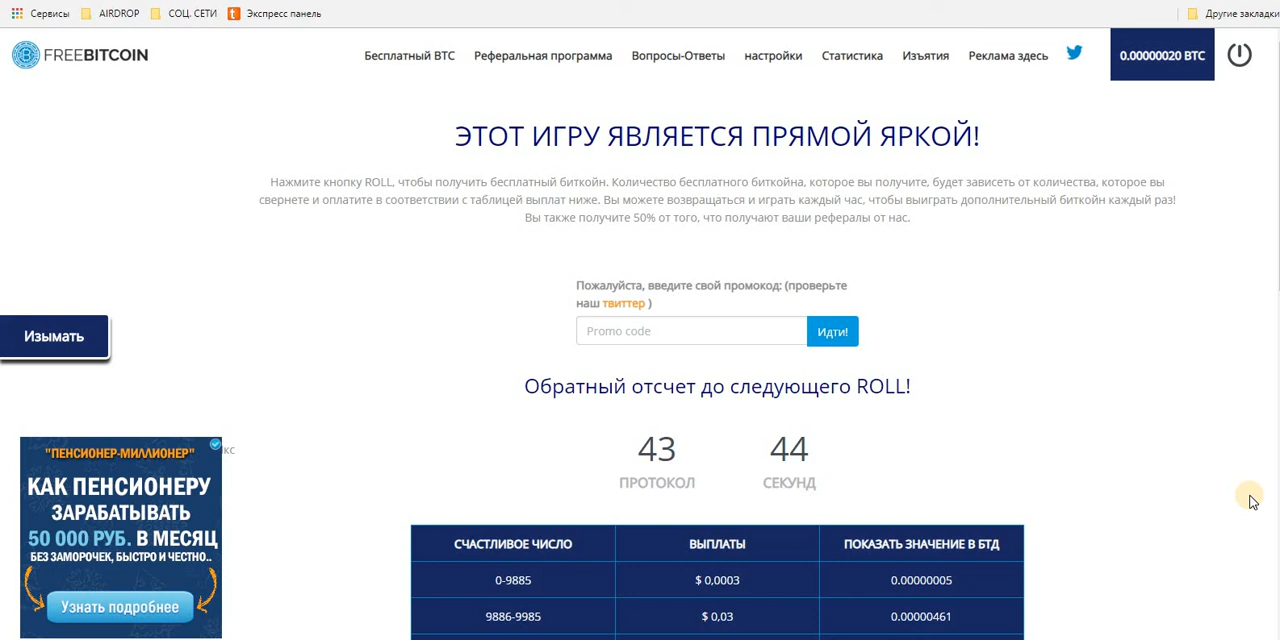 Сервисы AIRDROP СОЦ. СЕТИ Экспресс панель Другие закладки
FREEBITCOIN
Бесплатный BTC Реферальная программа Вопросы-Ответы настройки Статистика Изъятия Реклама здесь 0.00000020 BTC
ЭТОТ ИГРУ ЯВЛЯЕТСЯ ПРЯМОЙ ЯРКОЙ!
Нажмите кнопку ROLL, чтобы получить бесплатный биткойн. Количество бесплатного биткойна, которое вы получите, будет зависеть от количества, которое вы
свернете и оплатите в соответствии с таблицей выплат ниже. Вы можете возвращаться и играть каждый час, чтобы выиграть дополнительный биткойн каждый раз!
Вы также получите 50% от того, что получают ваши рефералы от нас.
Пожалуйста, введите свой промокод: (проверьте
наш твиттер )
Promo code Идти!
Изымать
Обратный отсчет до следующего ROLL!
43 44
ПРОТОКОЛ СЕКУНД
кс
"ПЕНСИОНЕР-МИЛЛИОНЕР"
КАК ПЕНСИОНЕРУ
ЗАРАБАТЫВАТЬ
50 000 РУБ. В МЕСЯЦ
БЕЗ ЗАМОРОЧЕК, БЫСТРО И ЧЕСТНО..
Узнать подробнее
СЧАСТЛИВОЕ ЧИСЛО ВЫПЛАТЫ ПОКАЗАТЬ ЗНАЧЕНИЕ В БТД
0-9885 $ 0,0003 0.00000005
9886-9985 $ 0,03 0.00000461